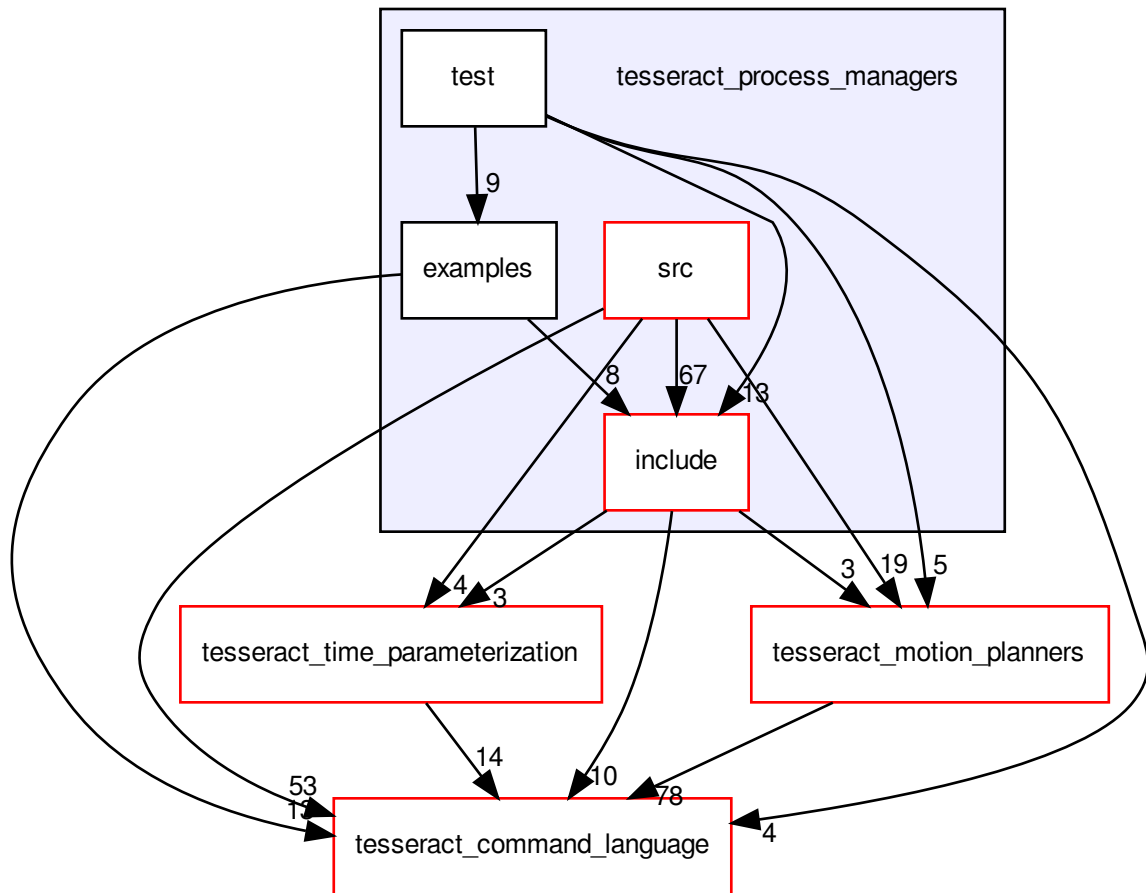 test
tesseract_process_managers
9
examples
src
8
67
13
include
4
3
3
19
5
tesseract_time_parameterization
tesseract_motion_planners
14
10
78
53
4
tesseract_command_language